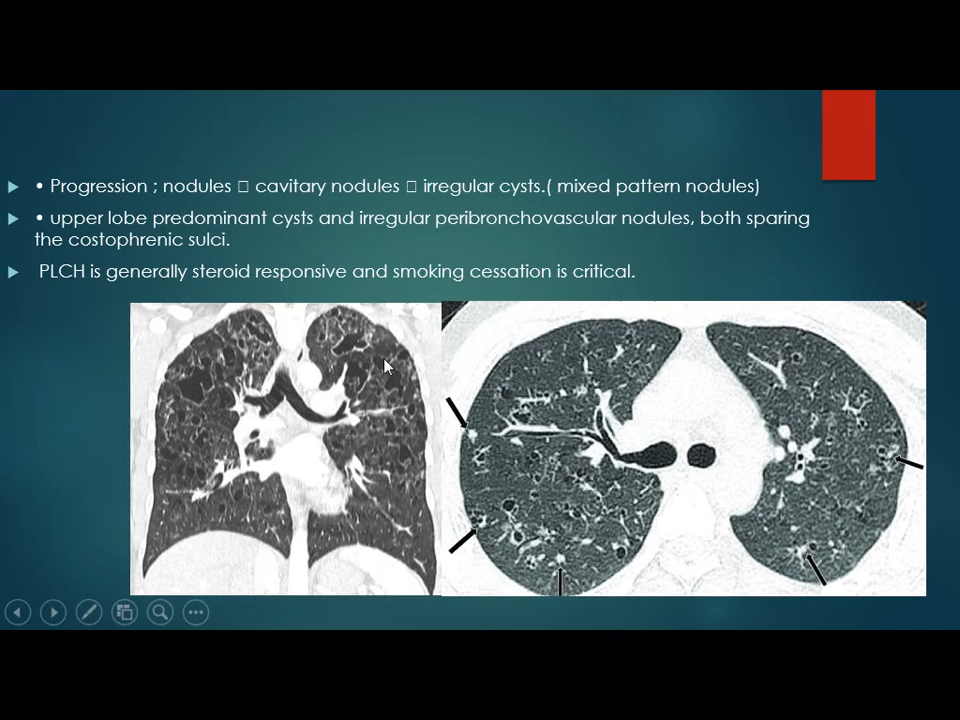 • Progression ; nodules □ cavitary nodules □ irregular cysts.( mixed pattern nodules)
• upper lobe predominant cysts and irregular peribronchovascular nodules, both sparing
the costophrenic sulci.
PLCH is generally steroid responsive and smoking cessation is critical.